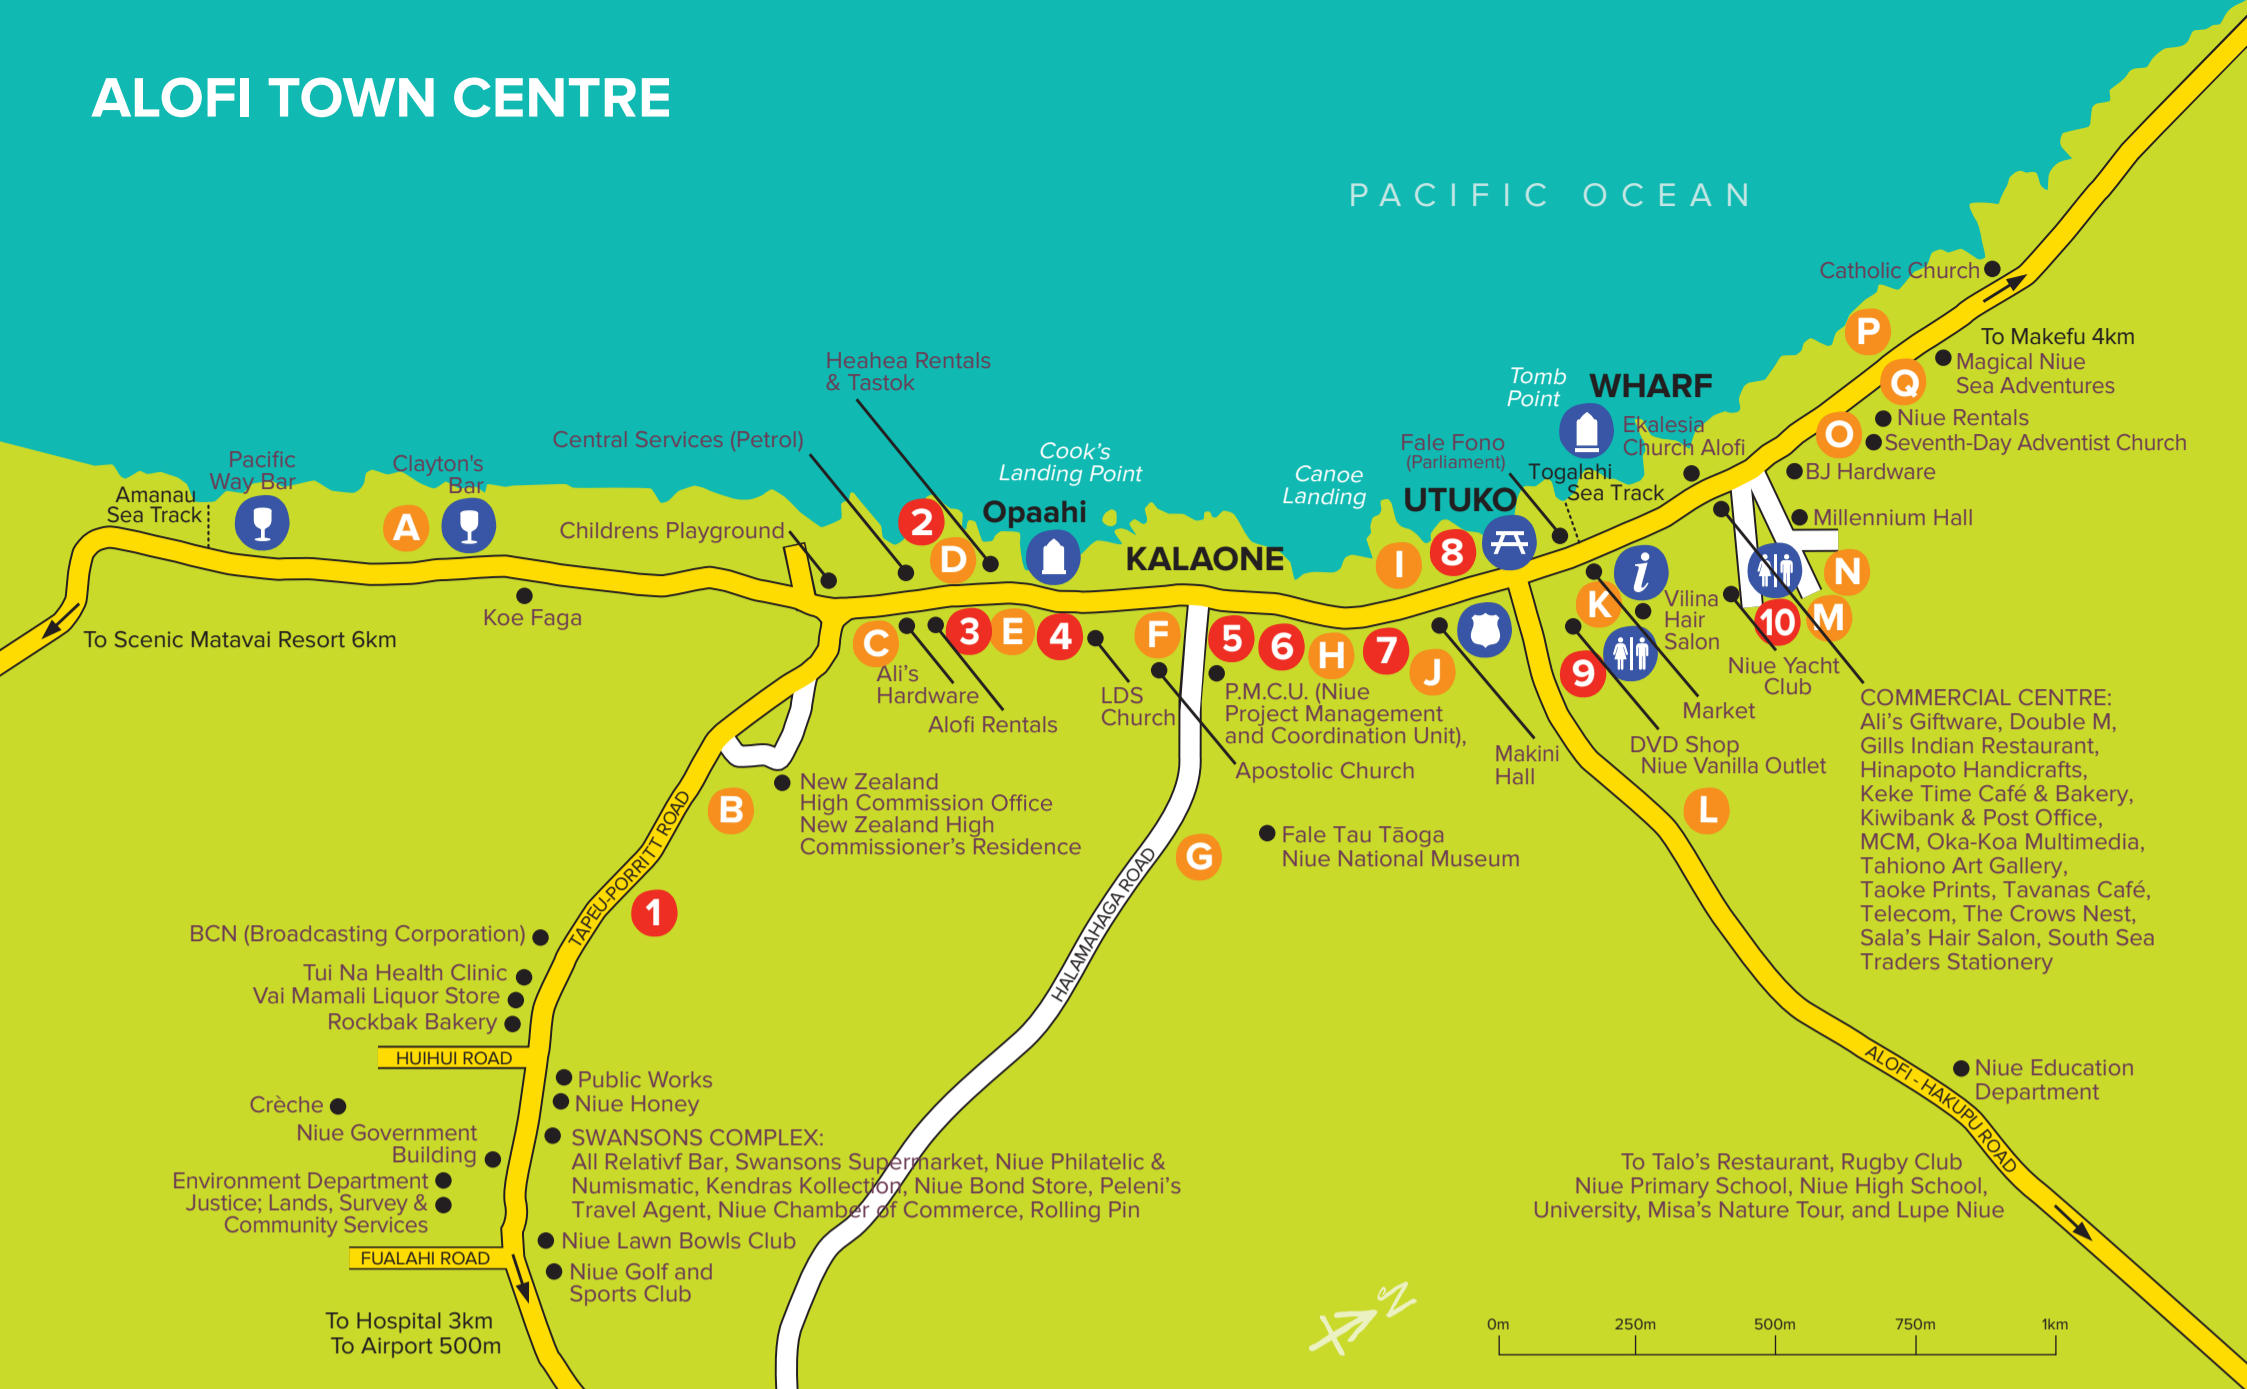 ALOFI TOWN CENTRE
PACIFIC OCEAN
Catholic Church
P
To Makefu 4km
Magical Niue
Sea Adventures
Q
Niue Rentals
O
Seventh-Day Adventist Church
BJ Hardware
Millennium Hall
N
M
10
Tomb
Point
WHARF
Ekalesia
Church Alofi
Fale Fono
(Parliament)
Togalahi
Sea Track
UTUKO
Canoe
Landing
I
8
Heahea Rentals
& Tastok
Central Services (Petrol)
Cook's
Landing Point
Opaahi
KALAONE
2
D
Childrens Playground
Pacific
Way Bar
Clayton's
Bar
Amanau
Sea Track
A
Koe Faga
To Scenic Matavai Resort 6km
C
Ali's
Hardware
Alofi Rentals
3
E
4
LDS
Church
F
5
6
H
7
J
P.M.C.U. (Niue
Project Management
and Coordination Unit),
Apostolic Church
Makini
Hall
i
K
9
Vilina
Hair
Salon
Niue Yacht
Club
Market
DVD Shop
Niue Vanilla Outlet
L
COMMERCIAL CENTRE:
Ali's Giftware, Double M,
Gills Indian Restaurant,
Hinapoto Handicrafts,
Keke Time Café & Bakery,
Kiwibank & Post Office,
MCM, Oka-Koa Multimedia,
Tahiono Art Gallery,
Taoke Prints, Tavanas Café,
Telecom, The Crows Nest,
Sala's Hair Salon, South Sea
Traders Stationery
New Zealand
High Commission Office
New Zealand High
Commissioner's Residence
B
1
TAPEU-PORRITT ROAD
G
Fale Tau Tāoga
Niue National Museum
HALAMAHAGA ROAD
BCN (Broadcasting Corporation)
Tui Na Health Clinic
Vai Mamali Liquor Store
Rockbak Bakery
HUIHUI ROAD
Public Works
Niue Honey
Crèche
Niue Government
Building
Environment Department
Justice; Lands, Survey &
Community Services
SWANSONS COMPLEX:
All Relativf Bar, Swansons Supermarket, Niue Philatelic &
Numismatic, Kendras Kollection, Niue Bond Store, Peleni's
Travel Agent, Niue Chamber of Commerce, Rolling Pin
FUALAHI ROAD
Niue Lawn Bowls Club
Niue Golf and
Sports Club
To Hospital 3km
To Airport 500m
ALOFI - HAKUPU ROAD
Niue Education
Department
To Talo's Restaurant, Rugby Club
Niue Primary School, Niue High School,
University, Misa's Nature Tour, and Lupe Niue
N
0m 250m 500m 750m 1km